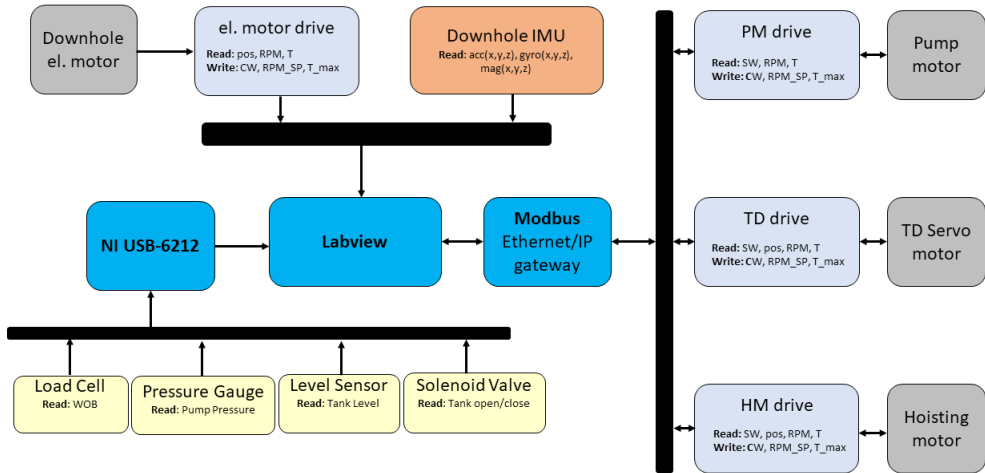 Downhole
el. motor
el. motor drive
Read: pos, RPM, T
Write: CW, RPM_SP, T_max
Downhole IMU
Read: acc(x,y,z), gyro(x,y,z),
mag(x,y,z)
PM drive
Read: SW, RPM, T
Write: CW, RPM_SP, T_max
Pump
motor
NI USB-6212
Labview
Modbus
Ethernet/IP
gateway
TD drive
Read: SW, pos, RPM, T
Write: CW, RPM_SP, T_max
TD Servo
motor
Load Cell
Read: WOB
Pressure Gauge
Read: Pump Pressure
Level Sensor
Read: Tank Level
Solenoid Valve
Read: Tank open/close
HM drive
Read: SW, pos, RPM, T
Write: CW, RPM_SP, T_max
Hoisting
motor